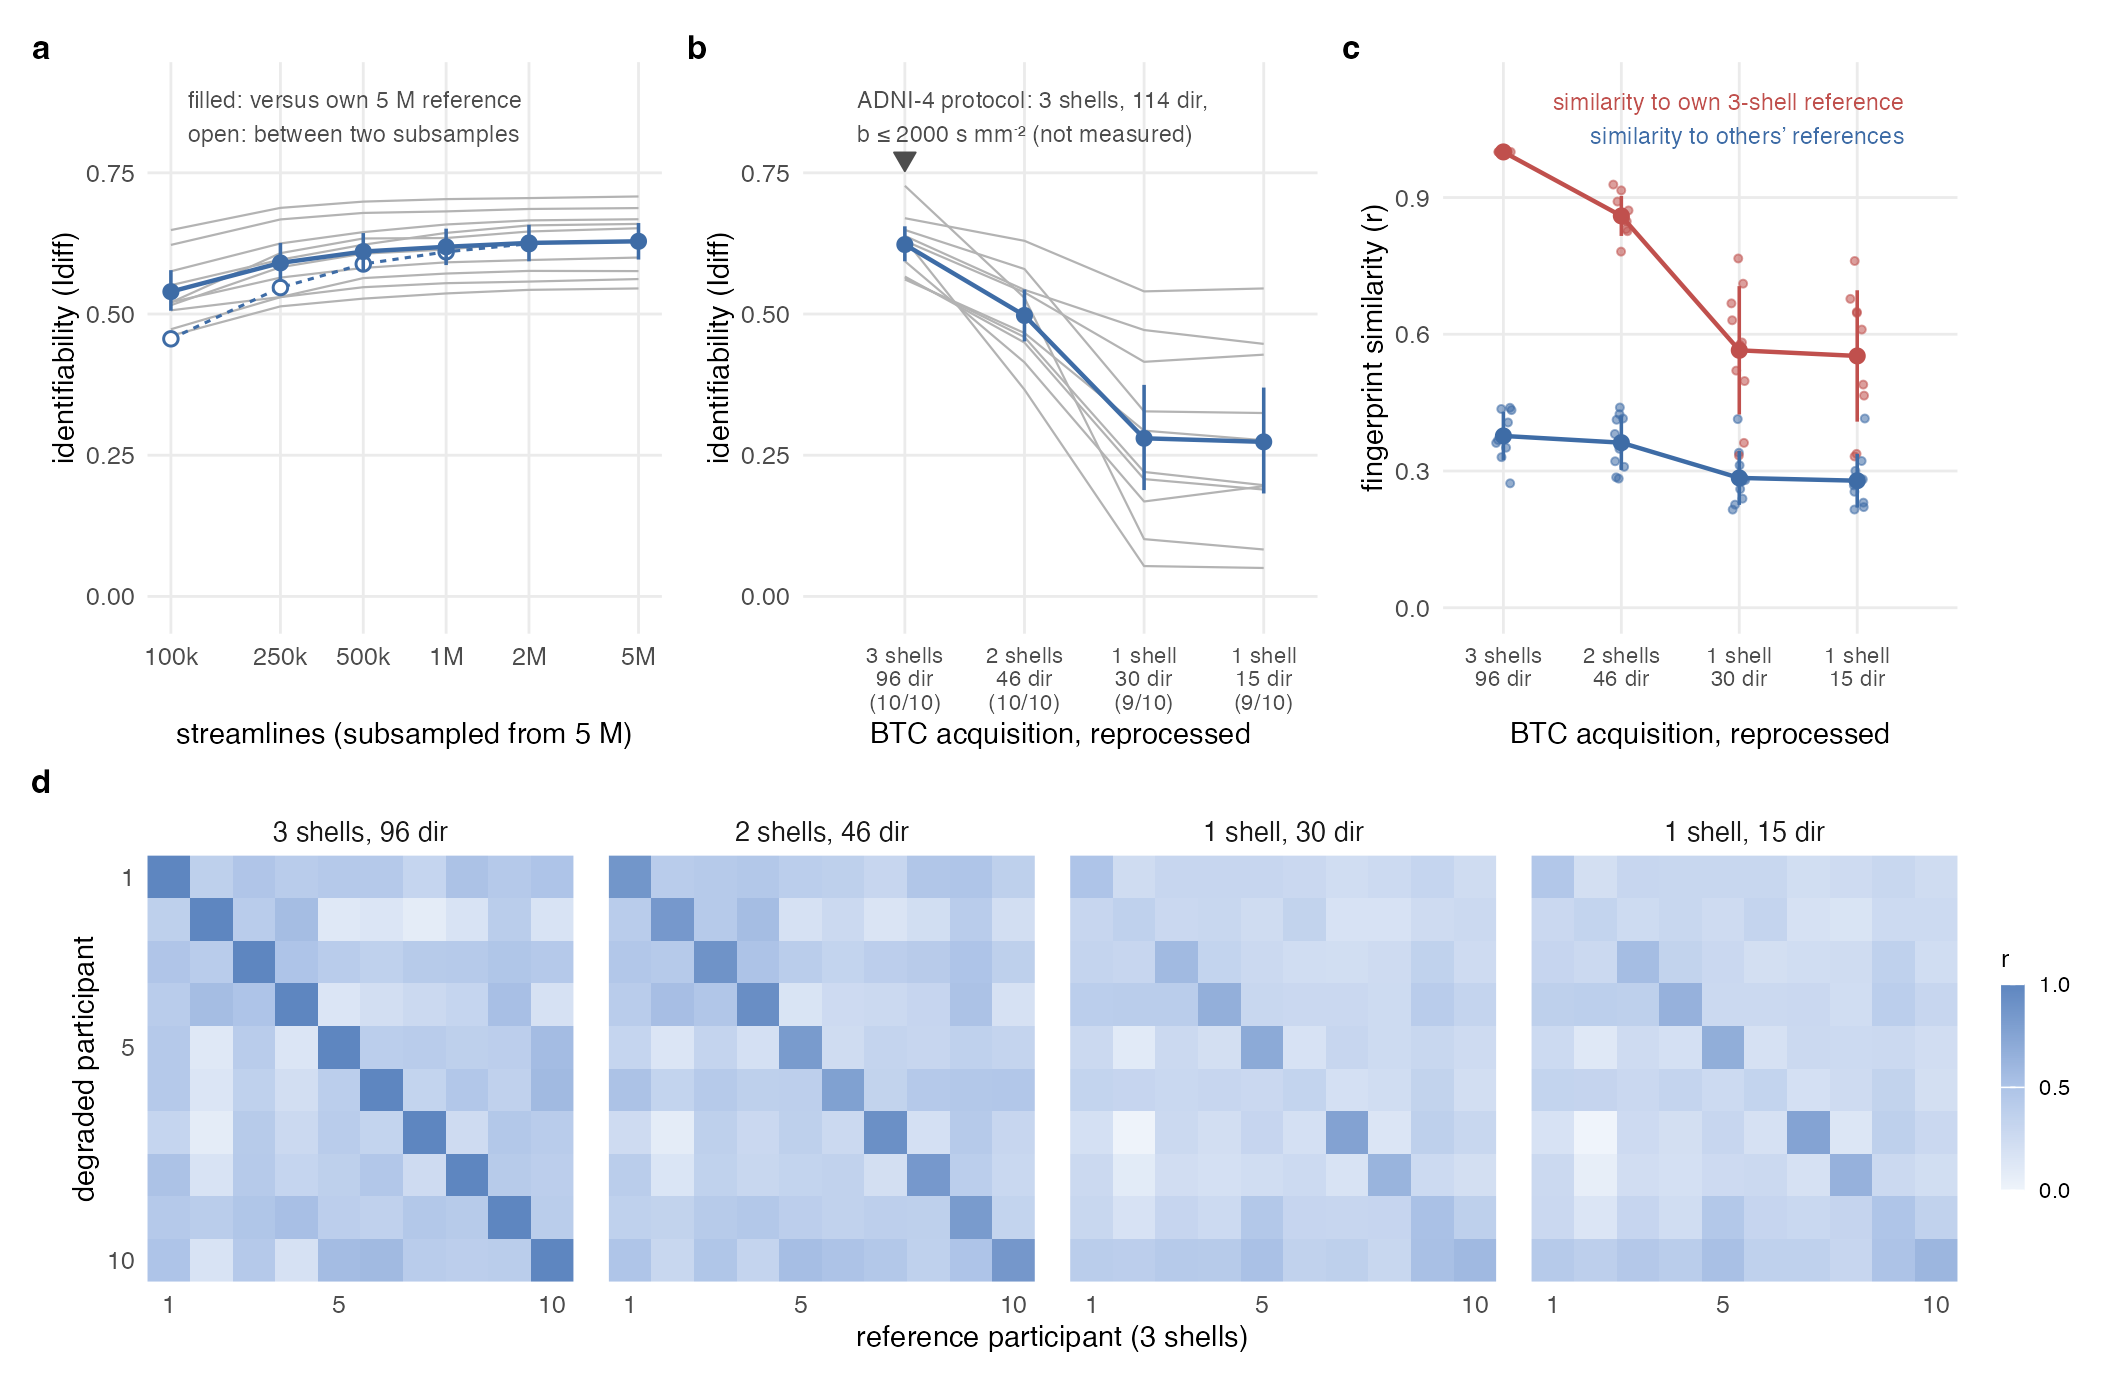 a
filled: versus own 5 M reference
open: between two subsamples
identifiability (Idiff)
0.75
0.50
0.25
0.00
100k
250k
500k
1M
2M
5M
streamlines (subsampled from 5 M)
b
ADNI-4 protocol: 3 shells, 114 dir,
b ≤ 2000 s mm⁻² (not measured)
identifiability (Idiff)
0.75
0.50
0.25
0.00
3 shells
96 dir
(10/10)
2 shells
46 dir
(10/10)
1 shell
30 dir
(9/10)
1 shell
15 dir
(9/10)
BTC acquisition, reprocessed
c
similarity to own 3-shell reference
similarity to others’ references
fingerprint similarity (r)
0.9
0.6
0.3
0.0
3 shells
96 dir
2 shells
46 dir
1 shell
30 dir
1 shell
15 dir
BTC acquisition, reprocessed
d
3 shells, 96 dir
2 shells, 46 dir
1 shell, 30 dir
1 shell, 15 dir
degraded participant
1
5
10
1
5
10
1
5
10
1
5
10
1
5
10
reference participant (3 shells)
r
1.0
0.5
0.0